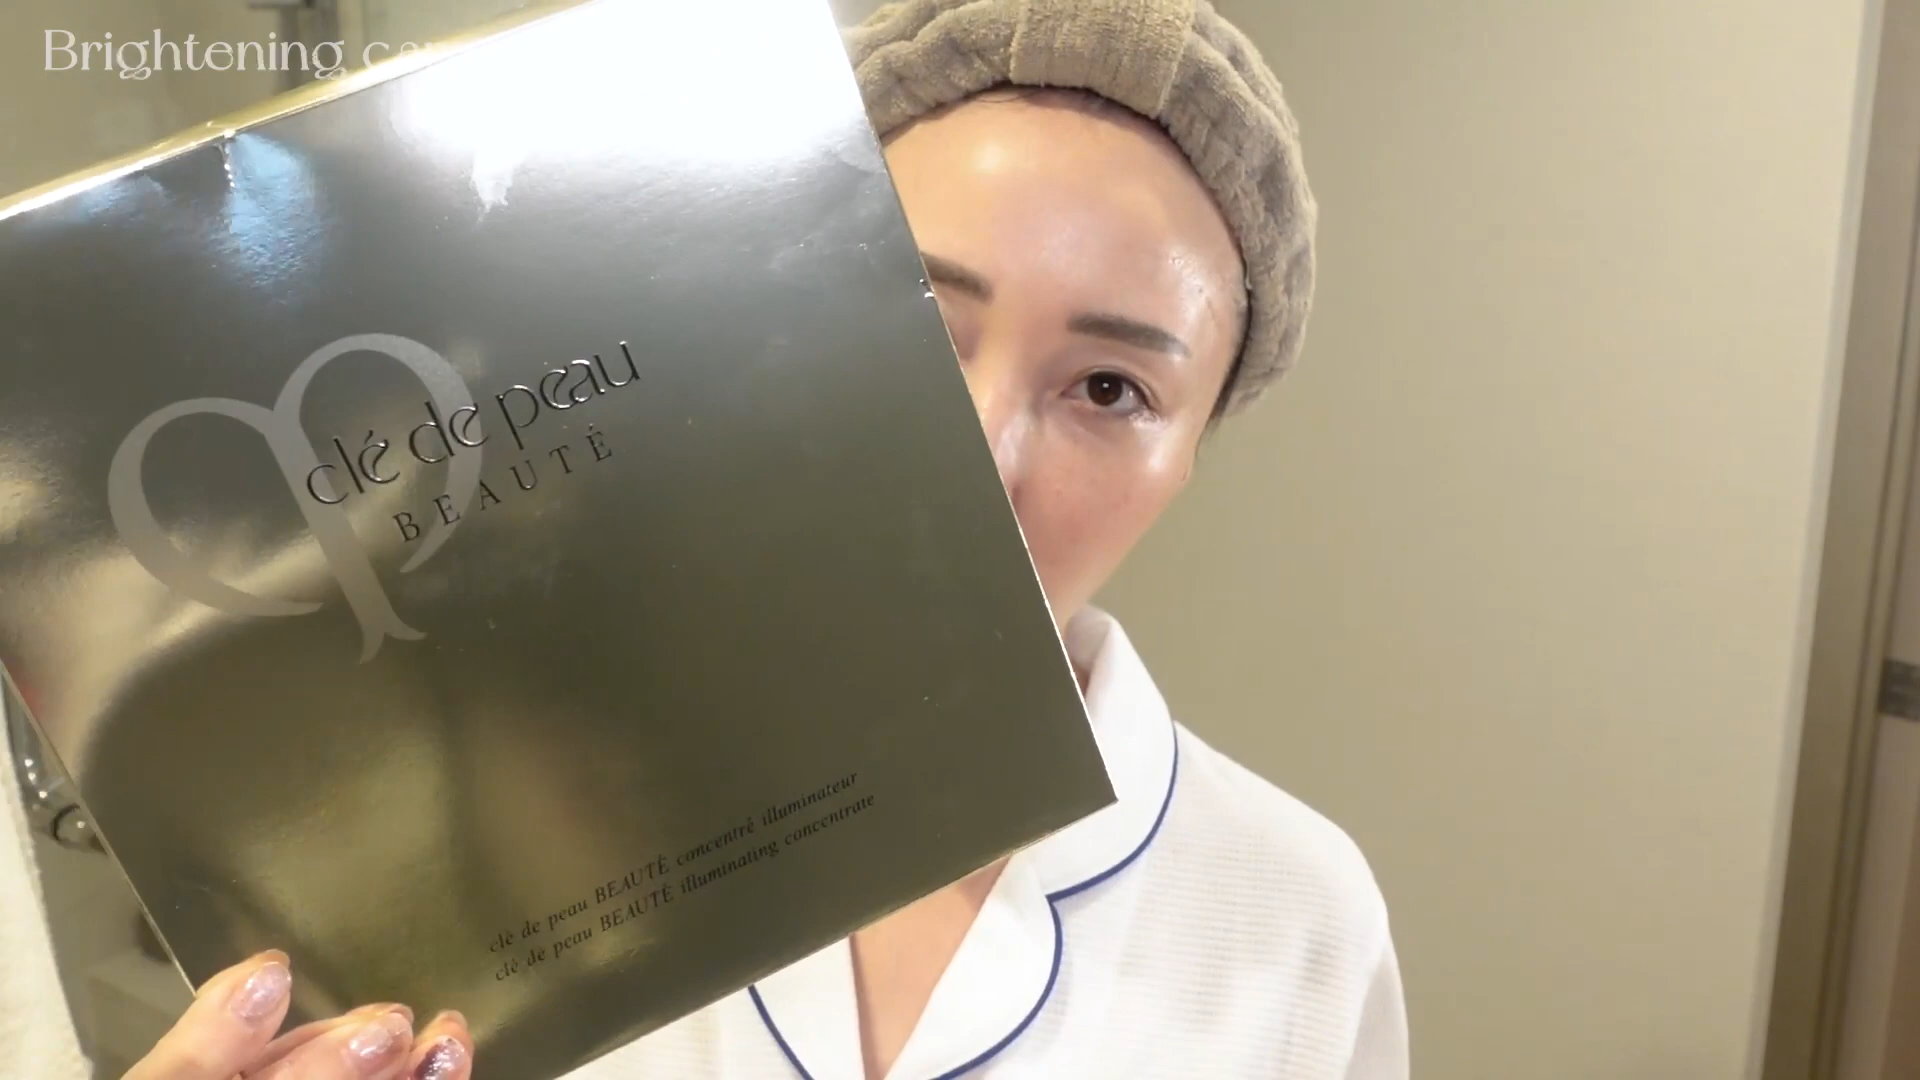 Brightening
clé de peau
BEAUTÉ
clé de peau BEAUTÉ concentré illuminateur
clé de peau BEAUTÉ illuminating concentrate